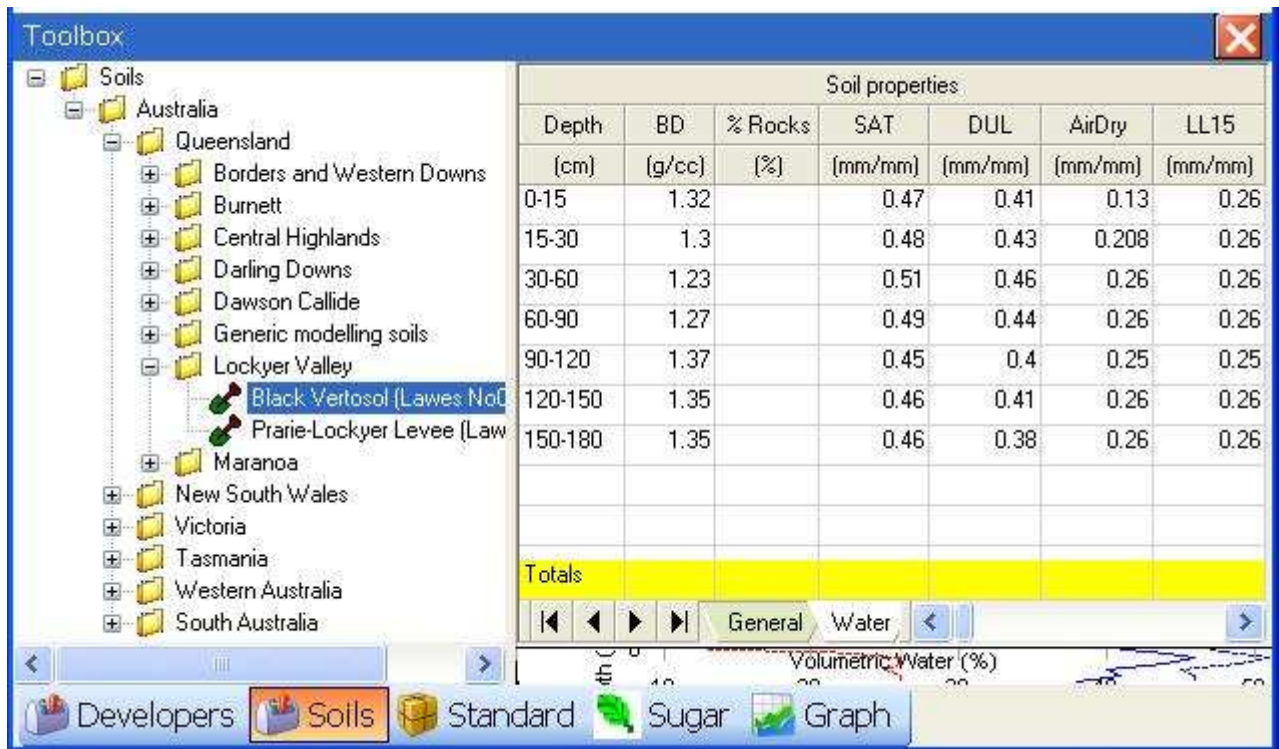 Toolbox
Soils
Australia
Queensland
Borders and Western Downs
Burnett
Central Highlands
Darling Downs
Dawson Callide
Generic modelling soils
Lockyer Valley
Black Vertosol (Lawes No
Prarie-Lockyer Levee (Law
Maranoa
New South Wales
Victoria
Tasmania
Western Australia
South Australia
Soil properties
Depth BD % Rocks SAT DUL AirDry LL15
(cm) (g/cc) (%) (mm/mm) (mm/mm) (mm/mm) (mm/mm)
0-15 1.32 0.47 0.41 0.13 0.26
15-30 1.3 0.48 0.43 0.208 0.26
30-60 1.23 0.51 0.46 0.26 0.26
60-90 1.27 0.49 0.44 0.26 0.26
90-120 1.37 0.45 0.4 0.25 0.25
120-150 1.35 0.46 0.41 0.26 0.26
150-180 1.35 0.46 0.38 0.26 0.26
Totals
General Water
Volumetric Water (%)
Developers Soils Standard Sugar Graph